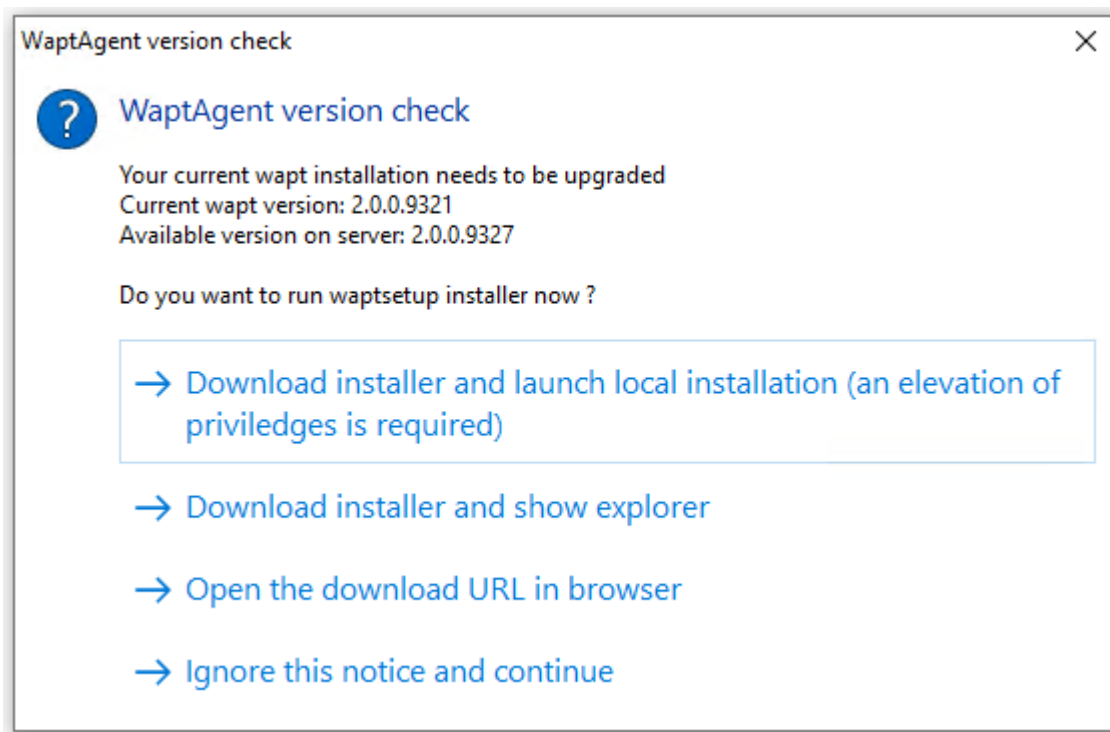 WaptAgent version check
?
WaptAgent version check
Your current wapt installation needs to be upgraded
Current wapt version: 2.0.0.9321
Available version on server: 2.0.0.9327
Do you want to run waptsetup installer now ?
Download installer and launch local installation (an elevation of
priviledges is required)
Download installer and show explorer
Open the download URL in browser
Ignore this notice and continue